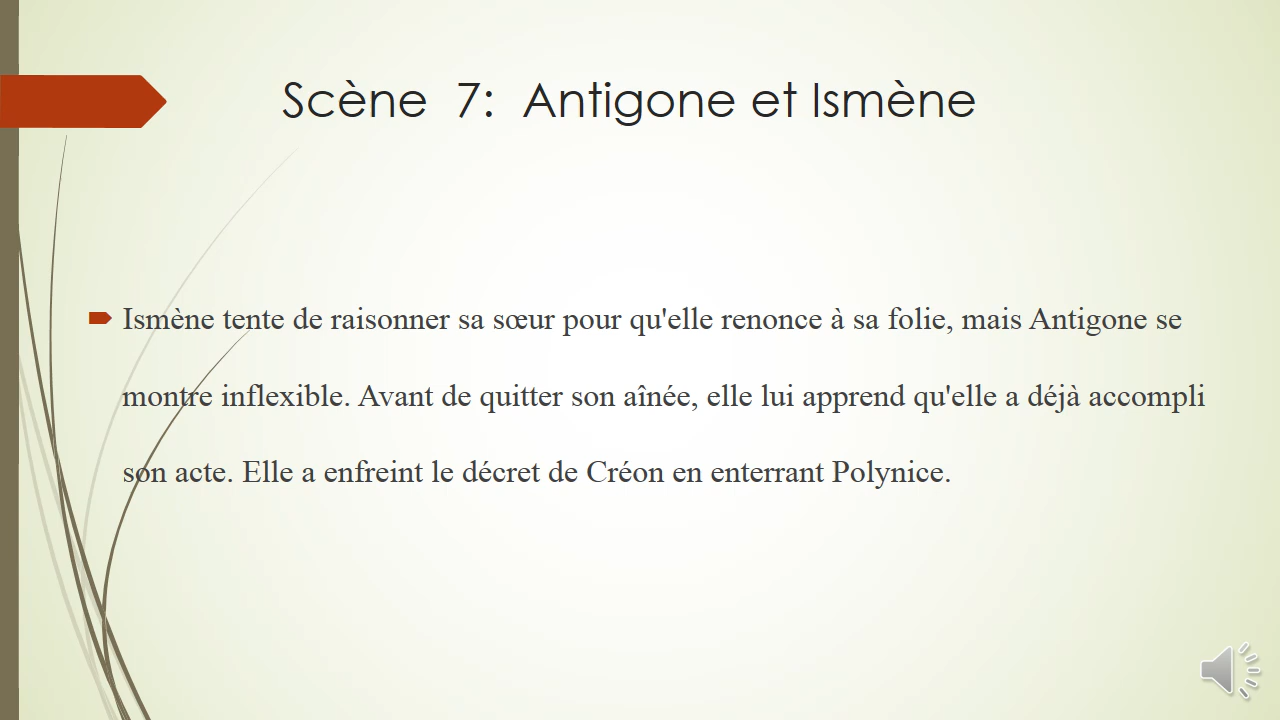 Scène 7: Antigone et Ismène
Ismène tente de raisonner sa sœur pour qu'elle renonce à sa folie, mais Antigone se
montre inflexible. Avant de quitter son aînée, elle lui apprend qu'elle a déjà accompli
son acte. Elle a enfreint le décret de Créon en enterrant Polynice.